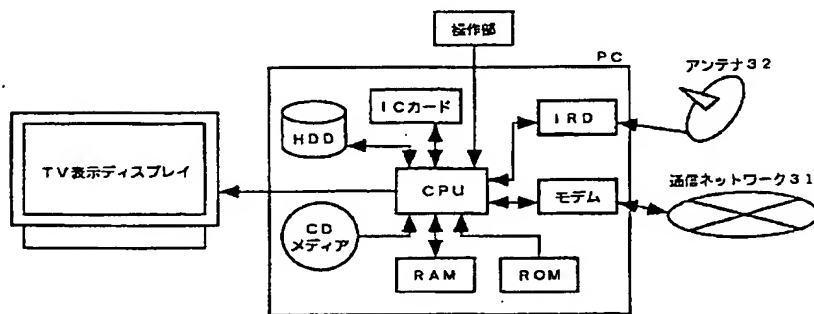 操作部
PC
アンテナ32
ICカード
HDD
IRD
TV表示ディスプレイ
CPU
モデム
通信ネットワーク31
CD
メディア
RAM
ROM